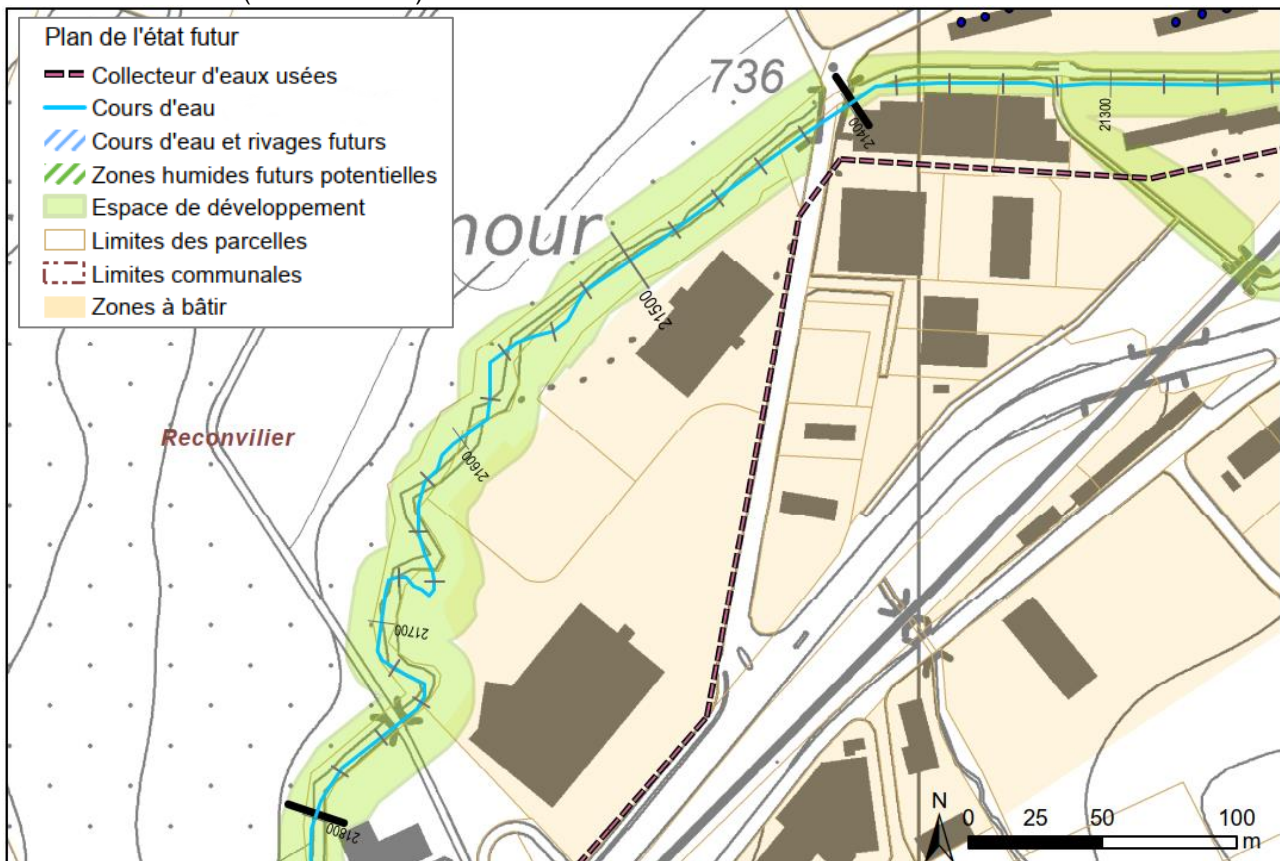 Plan de l'état futur
Collecteur d'eaux usées
Cours d'eau
Cours d'eau et rivages futurs
Zones humides futurs potentielles
Espace de développement
Limites des parcelles
Limites communales
Zones à bâtir
736
21400
21300
nour
21500
Reconvilier
21600
21700
21800
N
0 25 50 100
m